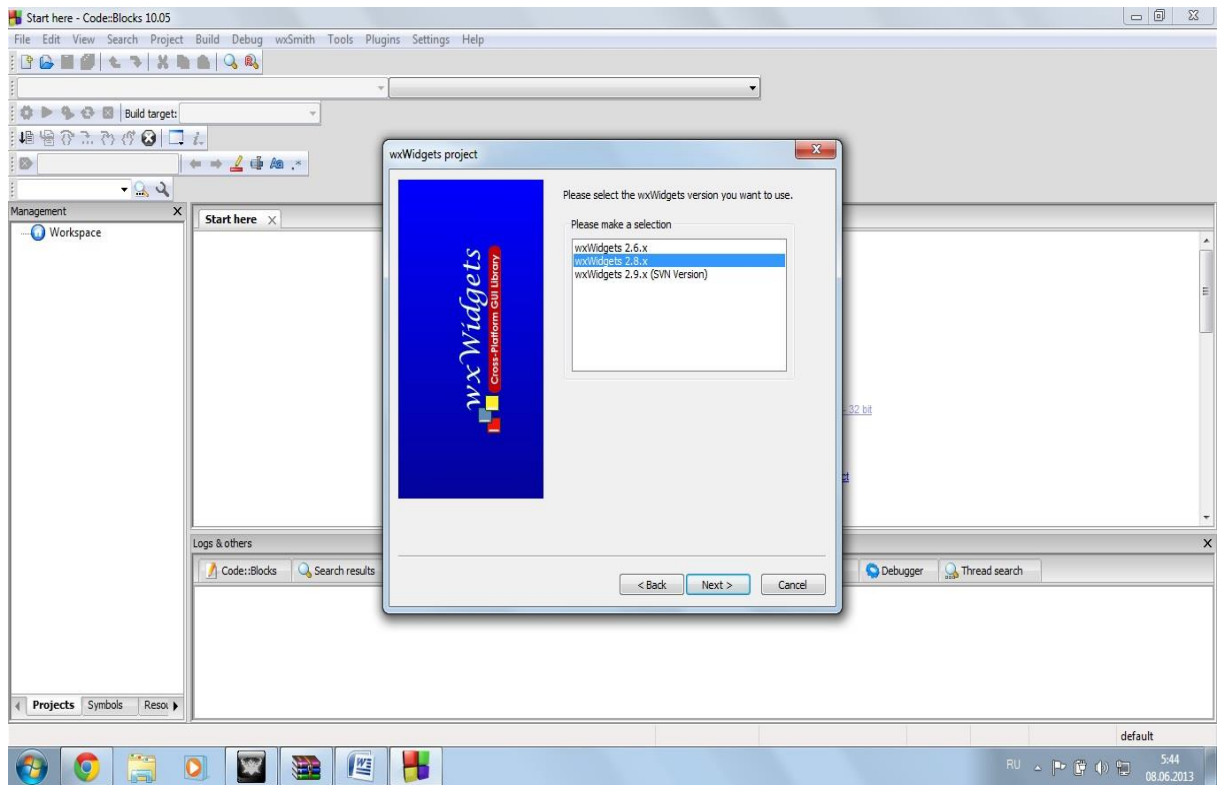 Start here - Code::Blocks 10.05
File Edit View Search Project Build Debug wxSmith Tools Plugins Settings Help
Build target:
wxWidgets project
Please select the wxWidgets version you want to use.
Please make a selection
wxWidgets 2.6.x
wxWidgets 2.8.x
wxWidgets 2.9.x (SVN Version)
wxWidgets
Cross-Platform GUI Library
< Back Next > Cancel
Management
Start here
Workspace
- 32 bit
Logs & others
Code::Blocks Search results Debugger Thread search
Projects Symbols
default
RU 5:44
08.06.2013